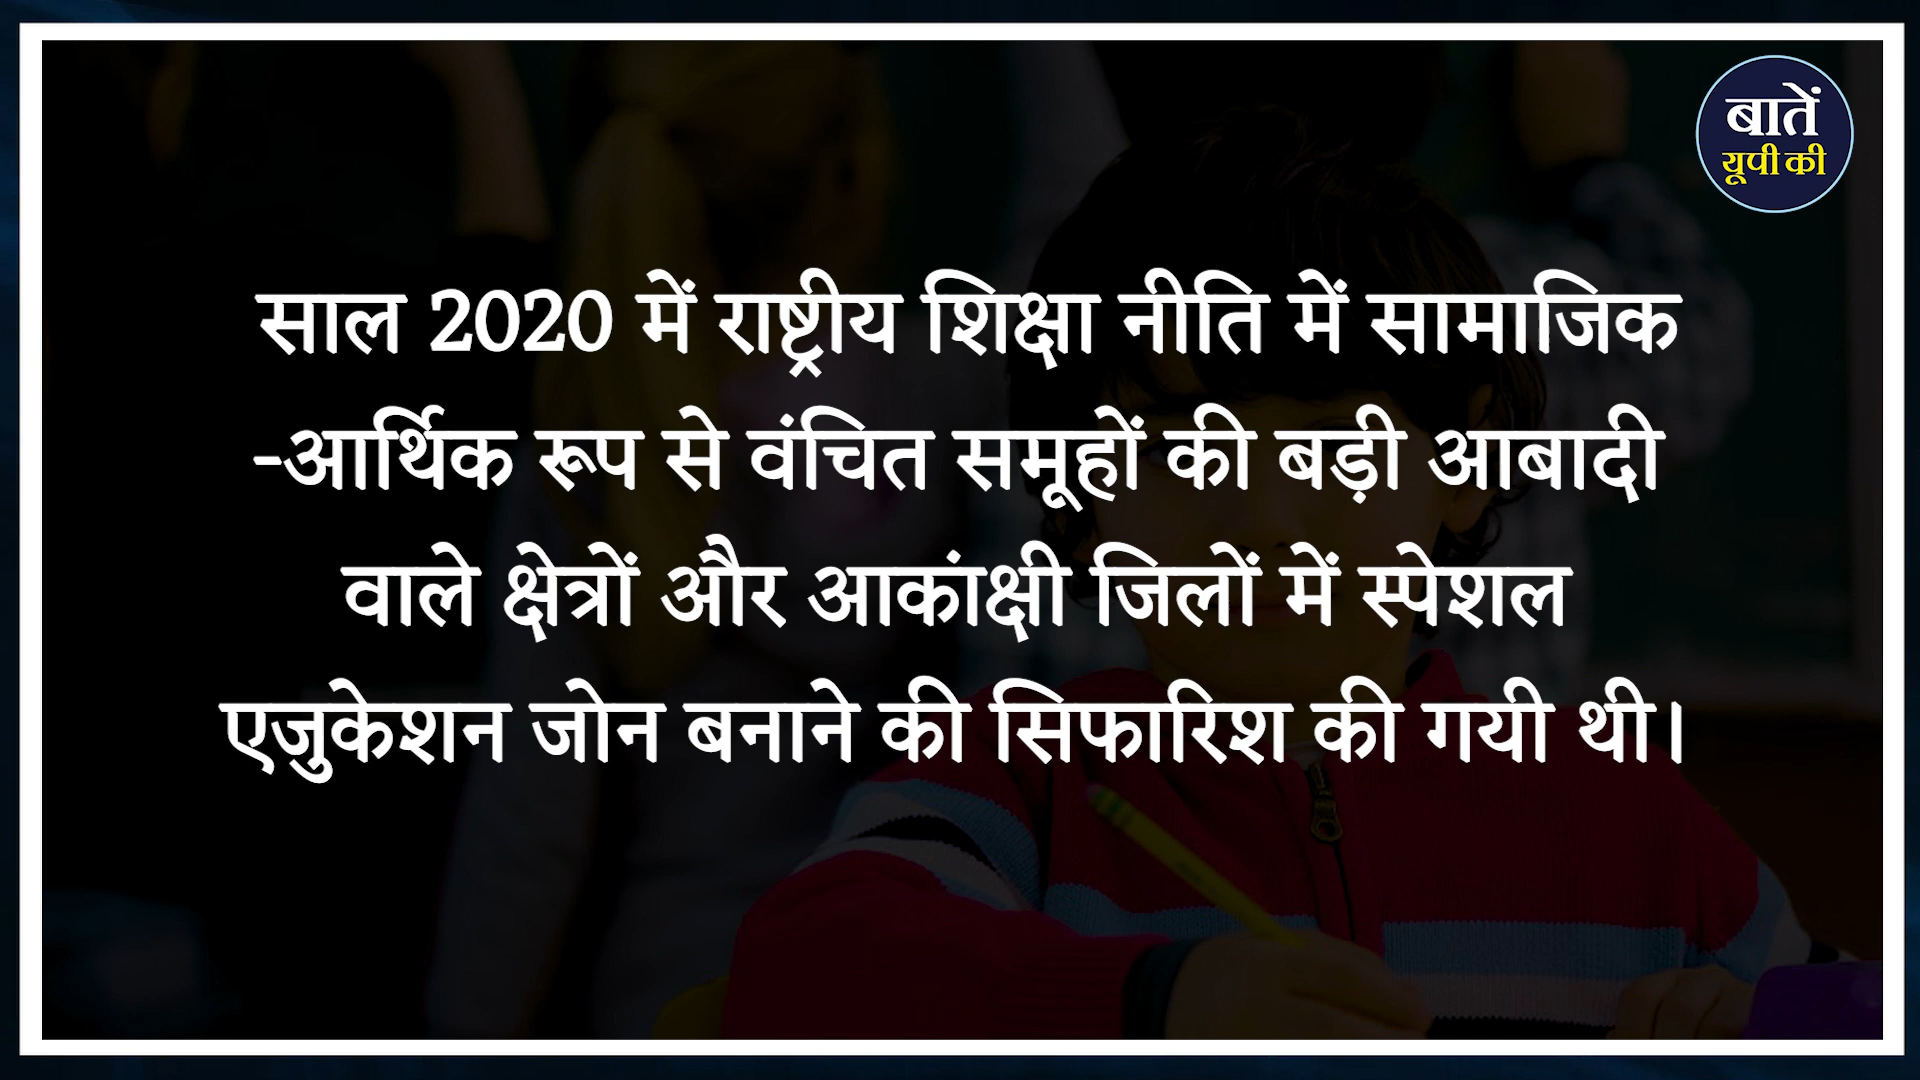 बातें
यूपी की
साल 2020 में राष्ट्रीय शिक्षा नीति में सामाजिक
-आर्थिक रूप से वंचित समूहों की बड़ी आबादी
वाले क्षेत्रों और आकांक्षी जिलों में स्पेशल
एजुकेशन जोन बनाने की सिफारिश की गयी थी।